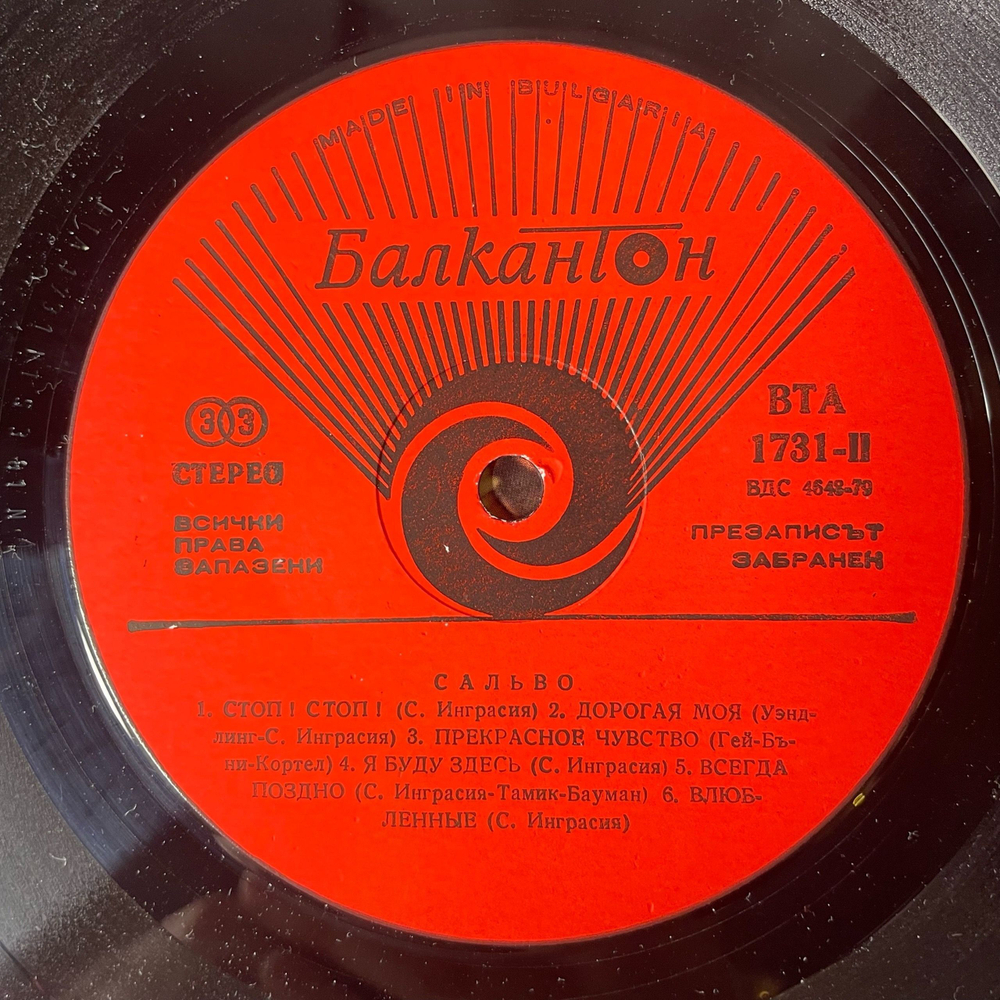 MADE IN BULGARIA
Балкантон
33
СТЕРЕО
ВСИЧКИ
ПРАВА
ЗАПАЗЕНИ
ВТА
1731-II
ВДС 4648-79
ПРЕЗАПИСЪТ
ЗАБРАНЕН
САЛЬВО
1. СТОП! СТОП! (С. Инграсия) 2. ДОРОГАЯ МОЯ (Уэнд-
линг-С. Инграсия) 3. ПРЕКРАСНОЕ ЧУВСТВО (Гей-Бъ-
ни-Кортел) 4. Я БУДУ ЗДЕСЬ (С. Инграсия) 5. ВСЕГДА
ПОЗДНО (С. Инграсия-Тамик-Бауман) 6. ВЛЮБ-
ЛЕННЫЕ (С. Инграсия)